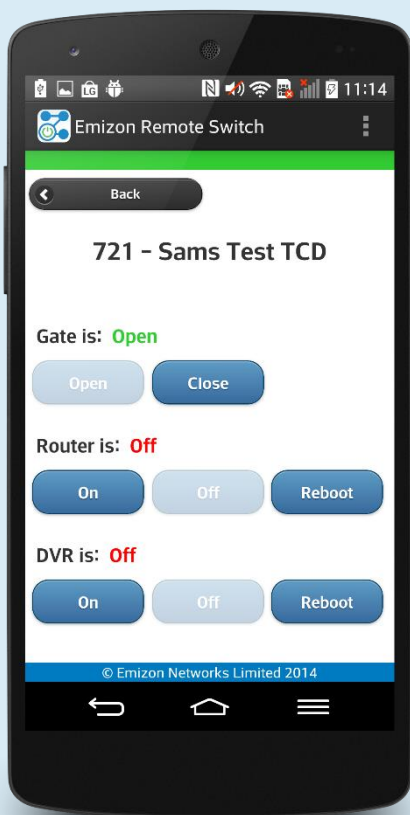 LG
11:14
Emizon Remote Switch
Back
721 - Sams Test TCD
Gate is: Open
Open Close
Router is: Off
On Off Reboot
DVR is: Off
On Off Reboot
© Emizon Networks Limited 2014